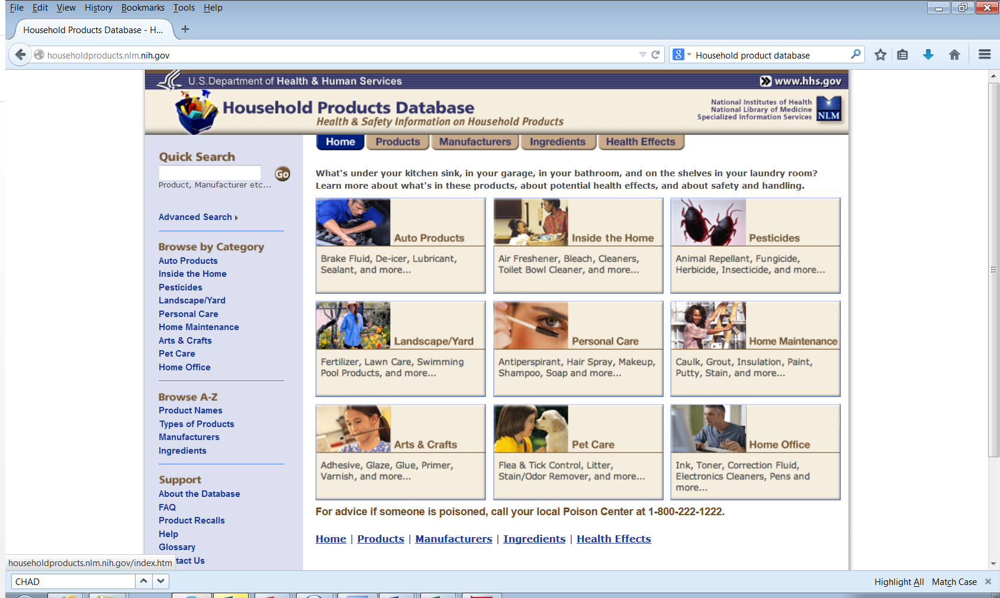 File Edit View History Bookmarks Tools Help
Household Products Database - H... +
householdproducts.nlm.nih.gov
8 Household product database
U.S.Department of Health & Human Services
www.hhs.gov
Household Products Database
Health & Safety Information on Household Products
National Institutes of Health
National Library of Medicine
Specialized Information Services
NLM
Home Products Manufacturers Ingredients Health Effects
Quick Search
Go
Product, Manufacturer etc...
Advanced Search
Browse by Category
Auto Products
Inside the Home
Pesticides
Landscape/Yard
Personal Care
Home Maintenance
Arts & Crafts
Pet Care
Home Office
Browse A-Z
Product Names
Types of Products
Manufacturers
Ingredients
Support
About the Database
FAQ
Product Recalls
Help
Glossary
tact Us
What's under your kitchen sink, in your garage, in your bathroom, and on the shelves in your laundry room?
Learn more about what's in these products, about potential health effects, and about safety and handling.
Auto Products
Brake Fluid, De-icer, Lubricant,
Sealant, and more...
Inside the Home
Air Freshener, Bleach, Cleaners,
Toilet Bowl Cleaner, and more...
Pesticides
Animal Repellant, Fungicide,
Herbicide, Insecticide, and more...
Landscape/Yard
Fertilizer, Lawn Care, Swimming
Pool Products, and more...
Personal Care
Antiperspirant, Hair Spray, Makeup,
Shampoo, Soap and more...
Home Maintenance
Caulk, Grout, Insulation, Paint,
Putty, Stain, and more...
Arts & Crafts
Adhesive, Glaze, Glue, Primer,
Varnish, and more...
Pet Care
Flea & Tick Control, Litter,
Stain/Odor Remover, and more...
Home Office
Ink, Toner, Correction Fluid,
Electronics Cleaners, Pens and
more...
For advice if someone is poisoned, call your local Poison Center at 1-800-222-1222.
Home | Products | Manufacturers | Ingredients | Health Effects
householdproducts.nlm.nih.gov/index.htm
CHAD
Highlight All Match Case